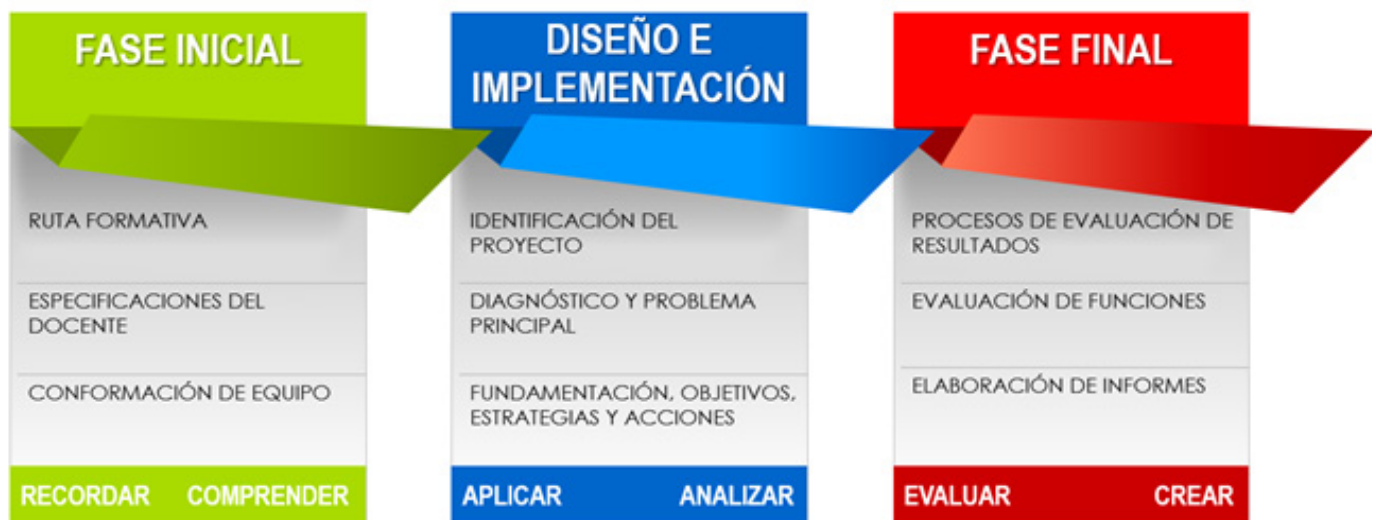 FASE INICIAL
RUTA FORMATIVA
ESPECIFICACIONES DEL
DOCENTE
CONFORMACIÓN DE EQUIPO
RECORDAR COMPRENDER
DISEÑO E
IMPLEMENTACIÓN
IDENTIFICACIÓN DEL
PROYECTO
DIAGNÓSTICO Y PROBLEMA
PRINCIPAL
FUNDAMENTACIÓN, OBJETIVOS,
ESTRATEGIAS Y ACCIONES
APLICAR ANALIZAR
FASE FINAL
PROCESOS DE EVALUACIÓN DE
RESULTADOS
EVALUACIÓN DE FUNCIONES
ELABORACIÓN DE INFORMES
EVALUAR CREAR